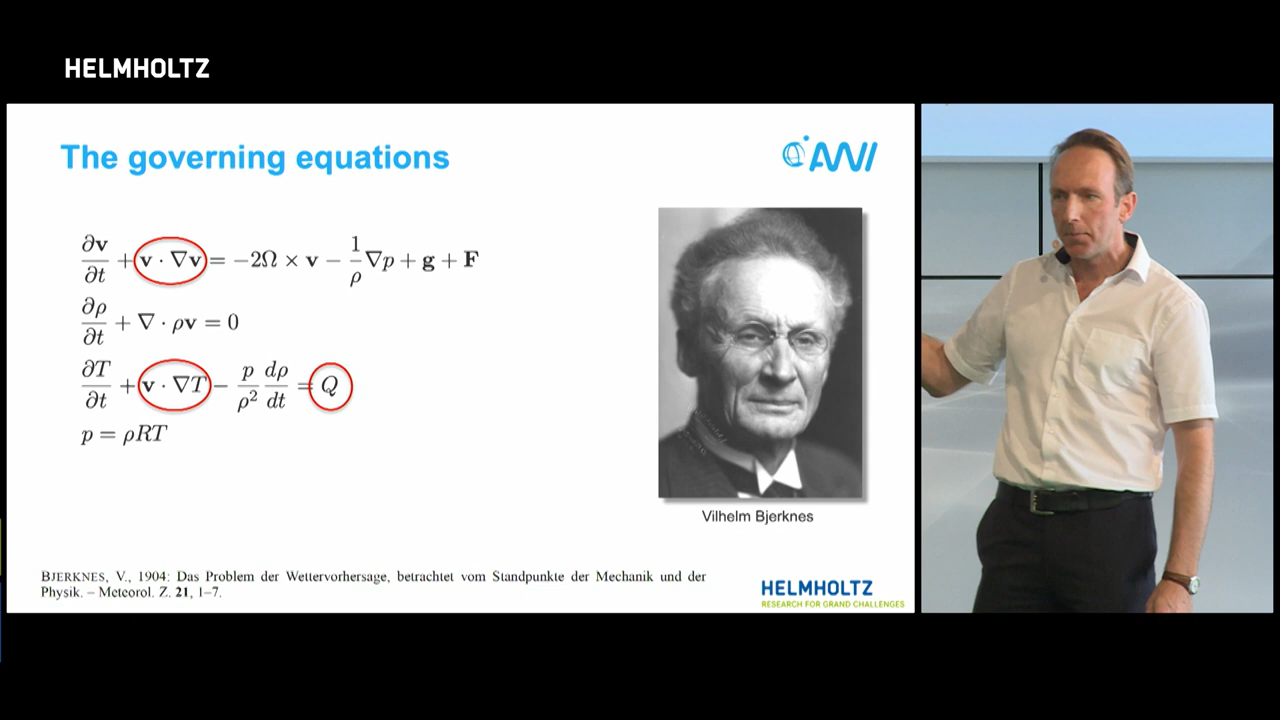 HELMHOLTZ
The governing equations
AWI
∂v/∂t + v · ∇v = −2Ω × v − 1/ρ ∇p + g + F
∂ρ/∂t + ∇ · ρv = 0
∂T/∂t + v · ∇T − p/ρ² dρ/dt = Q
p = ρRT
Vilhelm Bjerknes
BJERKNES, V., 1904: Das Problem der Wettervorhersage, betrachtet vom Standpunkte der Mechanik und der
Physik. – Meteorol. Z. 21, 1–7.
HELMHOLTZ
RESEARCH FOR GRAND CHALLENGES